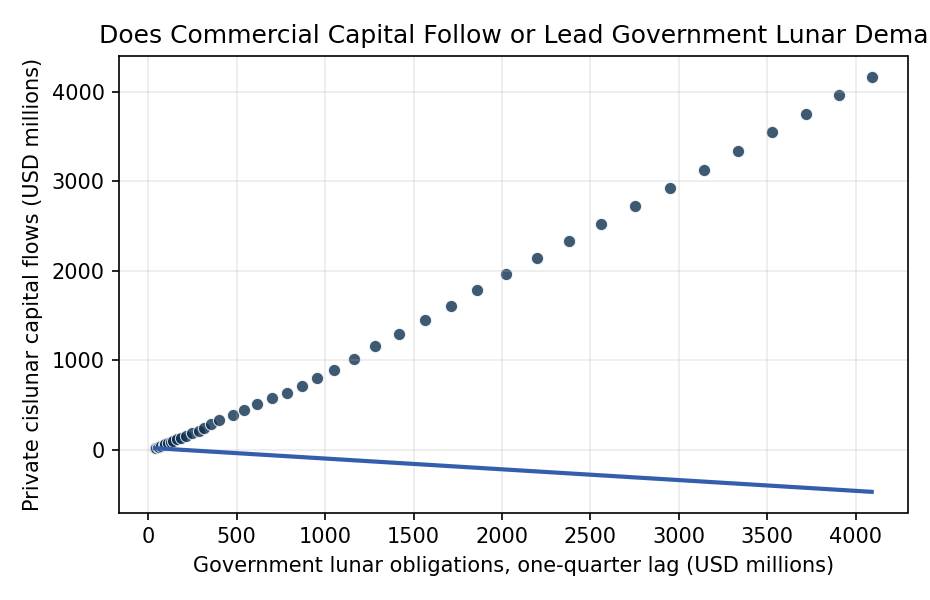 Does Commercial Capital Follow or Lead Government Lunar Dema
4000
3000
2000
1000
0
Private cislunar capital flows (USD millions)
0 500 1000 1500 2000 2500 3000 3500 4000
Government lunar obligations, one-quarter lag (USD millions)